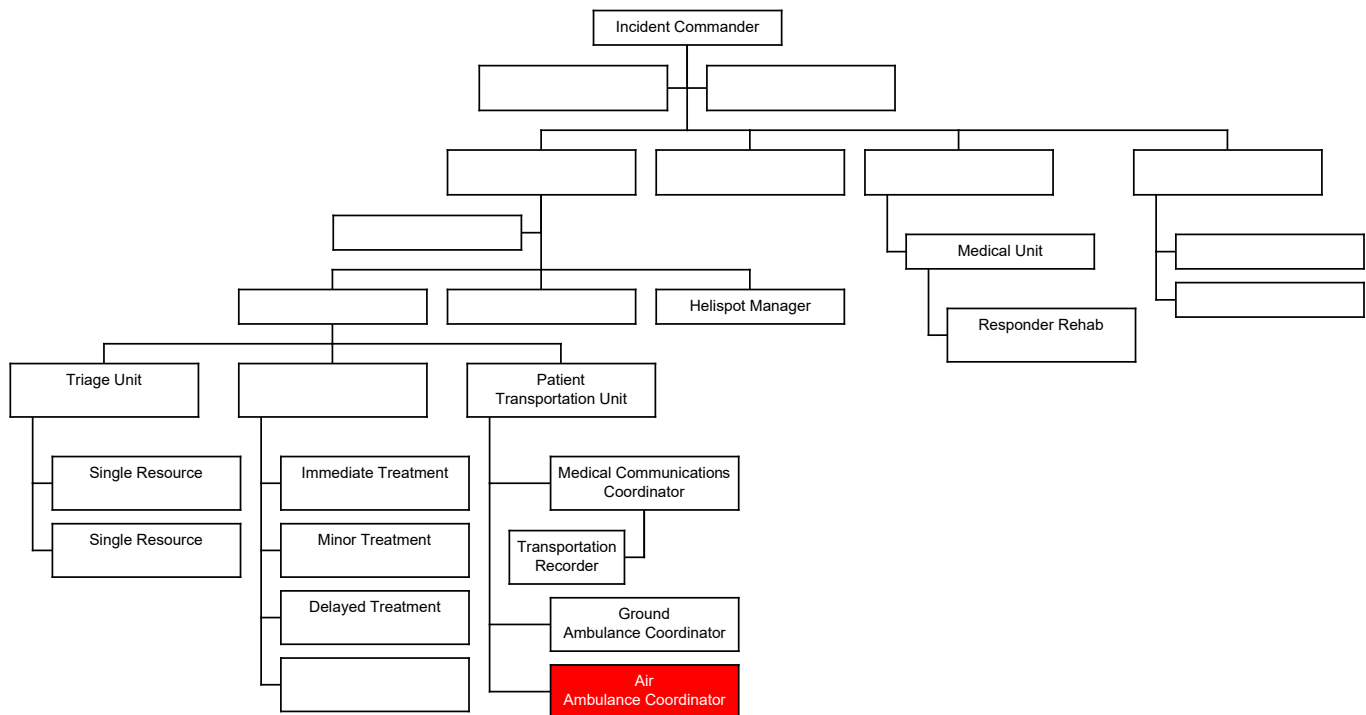 Incident Commander
Medical Unit
Helispot Manager
Responder Rehab
Triage Unit
Patient
Transportation Unit
Single Resource
Immediate Treatment
Medical Communications
Coordinator
Single Resource
Minor Treatment
Transportation
Recorder
Delayed Treatment
Ground
Ambulance Coordinator
Air
Ambulance Coordinator